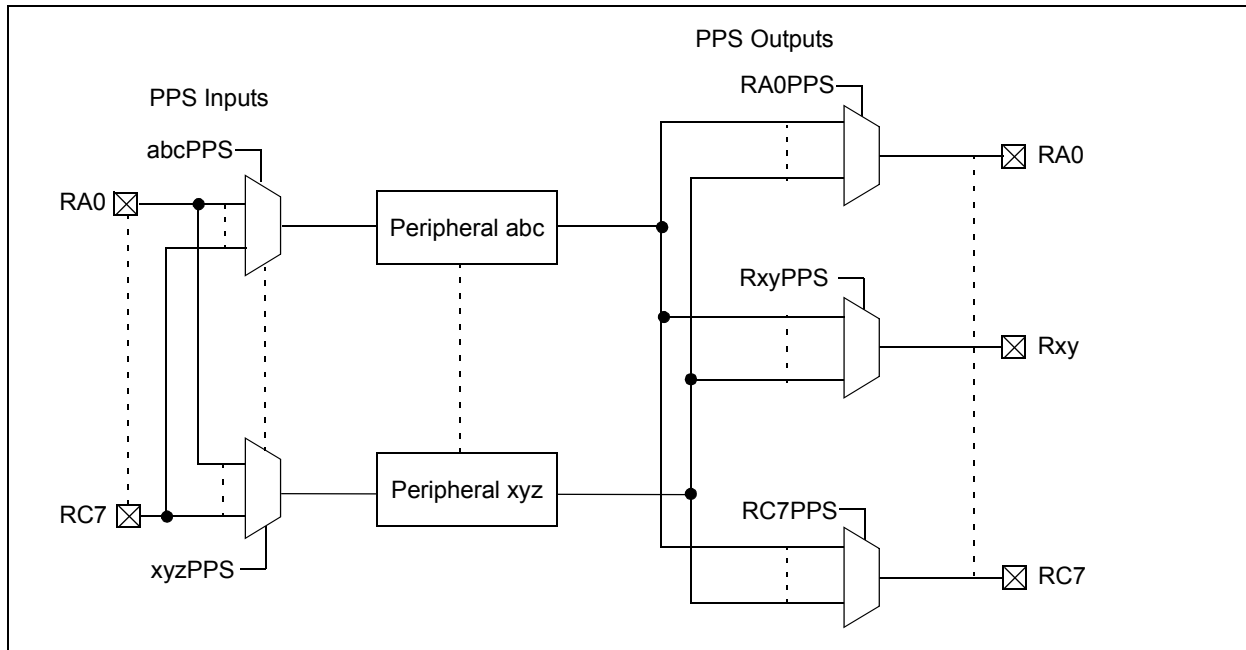 PPS Outputs
RA0PPS
PPS Inputs
abcPPS
RA0
RA0
Peripheral abc
RxyPPS
Rxy
Peripheral xyz
RC7PPS
RC7
xyzPPS
RC7